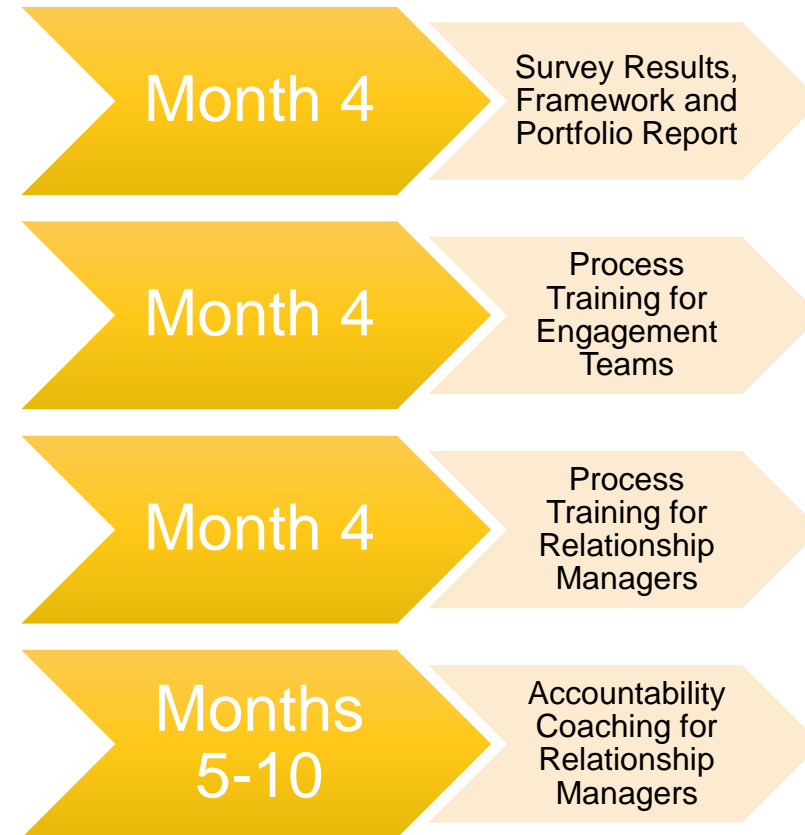 Month 4
Survey Results,
Framework and
Portfolio Report
Month 4
Process
Training for
Engagement
Teams
Month 4
Process
Training for
Relationship
Managers
Months
5-10
Accountability
Coaching for
Relationship
Managers